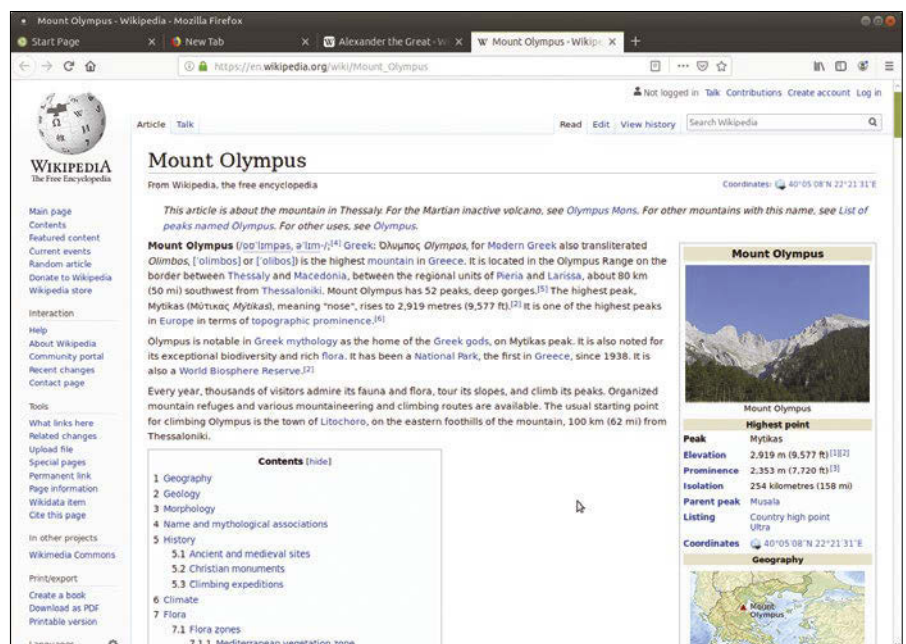 Mount Olympus - Wikipedia - Mozilla Firefox
Start Page
New Tab
Alexander the Great - W
Mount Olympus - Wikipe
https://en.wikipedia.org/wiki/Mount_Olympus
Not logged in Talk Contributions Create account Log in
Article Talk
Read Edit View history
Search Wikipedia
WIKIPEDIA
The Free Encyclopedia
Main page
Contents
Featured content
Current events
Random article
Donate to Wikipedia
Wikipedia store
Interaction
Help
About Wikipedia
Community portal
Recent changes
Contact page
Tools
What links here
Related changes
Upload file
Special pages
Permanent link
Page information
Wikidata item
Cite this page
In other projects
Wikimedia Commons
Print/export
Create a book
Download as PDF
Printable version
Languages
Mount Olympus
From Wikipedia, the free encyclopedia
Coordinates: 40°05′08″N 22°21′31″E
This article is about the mountain in Thessaly. For the Martian inactive volcano, see Olympus Mons. For other mountains with this name, see List of
peaks named Olympus. For other uses, see Olympus.
Mount Olympus (/oʊˈlɪmpəs, əˈlɪm-/;[4] Greek: Όλυμπος Olympos, for Modern Greek also transliterated
Olimbos, [ˈolimbos] or [ˈolibos]) is the highest mountain in Greece. It is located in the Olympus Range on the
border between Thessaly and Macedonia, between the regional units of Pieria and Larissa, about 80 km
(50 mi) southwest from Thessaloniki. Mount Olympus has 52 peaks, deep gorges.[5] The highest peak,
Mytikas (Μύτικας Mýtikas), meaning "nose", rises to 2,919 metres (9,577 ft).[2] It is one of the highest peaks
in Europe in terms of topographic prominence.[6]
Olympus is notable in Greek mythology as the home of the Greek gods, on Mytikas peak. It is also noted for
its exceptional biodiversity and rich flora. It has been a National Park, the first in Greece, since 1938. It is
also a World Biosphere Reserve.[2]
Every year, thousands of visitors admire its fauna and flora, tour its slopes, and climb its peaks. Organized
mountain refuges and various mountaineering and climbing routes are available. The usual starting point
for climbing Olympus is the town of Litochoro, on the eastern foothills of the mountain, 100 km (62 mi) from
Thessaloniki.
Contents [hide]
1 Geography
2 Geology
3 Morphology
4 Name and mythological associations
5 History
5.1 Ancient and medieval sites
5.2 Christian monuments
5.3 Climbing expeditions
6 Climate
7 Flora
7.1 Flora zones
7.1.1 Mediterranean vegetation zone
Mount Olympus
Mount Olympus
Highest point
Peak Mytikas
Elevation 2,919 m (9,577 ft)[1][2]
Prominence 2,353 m (7,720 ft)[3]
Isolation 254 kilometres (158 mi)
Parent peak Musala
Listing Country high point
Ultra
Coordinates 40°05′08″N 22°21′31″E
Geography
Mount
Olympus